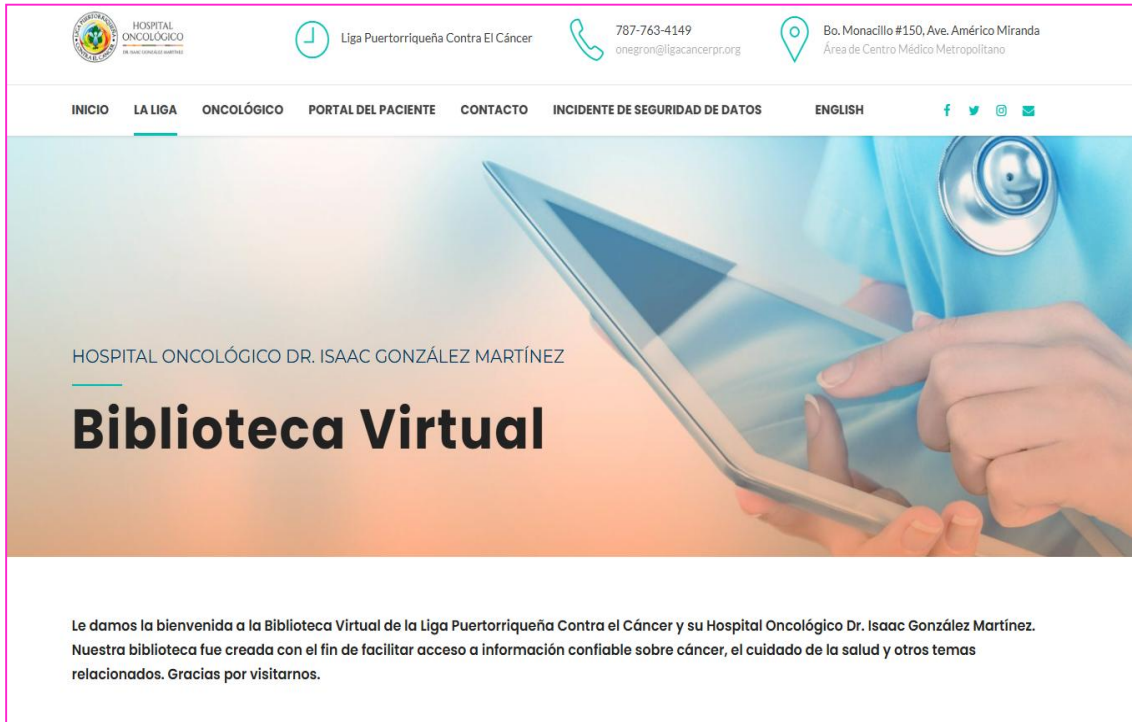 HOSPITAL
ONCOLÓGICO
DR. ISAAC GONZÁLEZ MARTÍNEZ
Liga Puertorriqueña Contra El Cáncer
787-763-4149
onegron@ligacancerpr.org
Bo. Monacillo #150, Ave. Américo Miranda
Área de Centro Médico Metropolitano
INICIO LA LIGA ONCOLÓGICO PORTAL DEL PACIENTE CONTACTO INCIDENTE DE SEGURIDAD DE DATOS ENGLISH
HOSPITAL ONCOLÓGICO DR. ISAAC GONZÁLEZ MARTÍNEZ
Biblioteca Virtual
Le damos la bienvenida a la Biblioteca Virtual de la Liga Puertorriqueña Contra el Cáncer y su Hospital Oncológico Dr. Isaac González Martínez.
Nuestra biblioteca fue creada con el fin de facilitar acceso a información confiable sobre cáncer, el cuidado de la salud y otros temas
relacionados. Gracias por visitarnos.